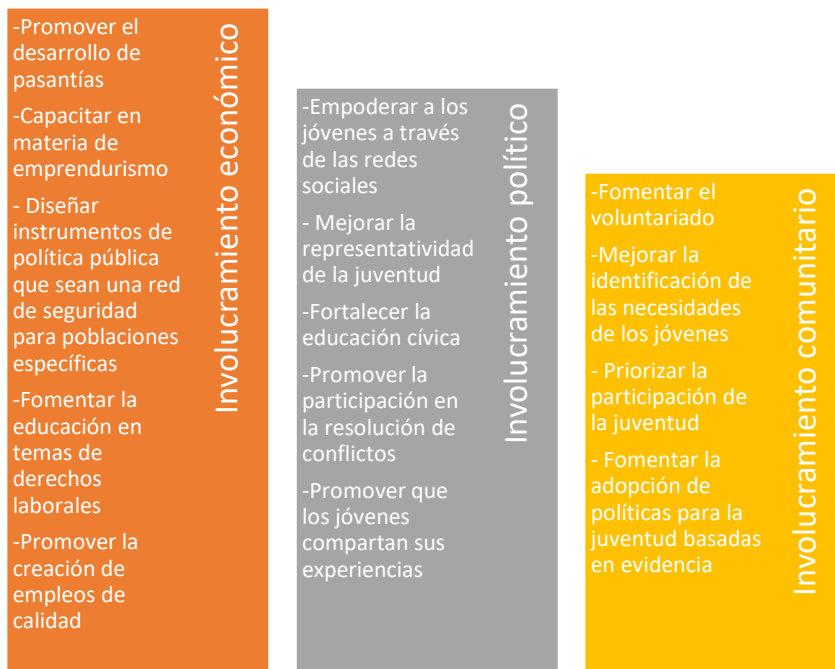 -Promover el
desarrollo de
pasantías
-Capacitar en
materia de
emprendurismo
- Diseñar
instrumentos de
política pública
que sean una red
de seguridad
para poblaciones
específicas
-Fomentar la
educación en
temas de
derechos
laborales
-Promover la
creación de
empleos de
calidad
Involucramiento económico
-Empoderar a los
jóvenes a través
de las redes
sociales
- Mejorar la
representatividad
de la juventud
-Fortalecer la
educación cívica
-Promover la
participación en
la resolución de
conflictos
-Promover que
los jóvenes
compartan sus
experiencias
Involucramiento político
-Fomentar el
voluntariado
-Mejorar la
identificación de
las necesidades
de los jóvenes
- Priorizar la
participación de
la juventud
- Fomentar la
adopción de
políticas para la
juventud basadas
en evidencia
Involucramiento comunitario